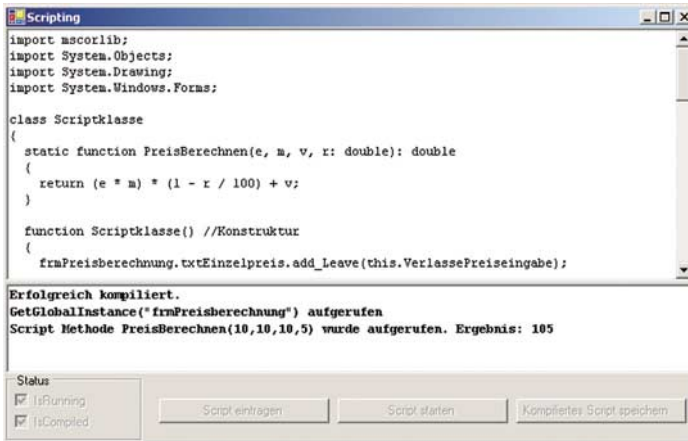 Scripting
import mscorlib;
import System.Objects;
import System.Drawing;
import System.Windows.Forms;
class Scriptklasse
{
static function PreisBerechnen(e, m, v, r: double): double
{
return (e * m) * (1 - r / 100) + v;
}
function Scriptklasse() //Konstruktur
{
frmPreisberechnung.txtEinzelpreis.add_Leave(this.VerlassePreiseingabe);
Erfolgreich kompiliert.
GetGlobalInstance("frmPreisberechnung") aufgerufen
Script Methode PreisBerechnen(10,10,10,5) wurde aufgerufen. Ergebnis: 105
Status
IsRunning
IsCompiled
Script eintragen
Script starten
Kompiliertes Script speichern